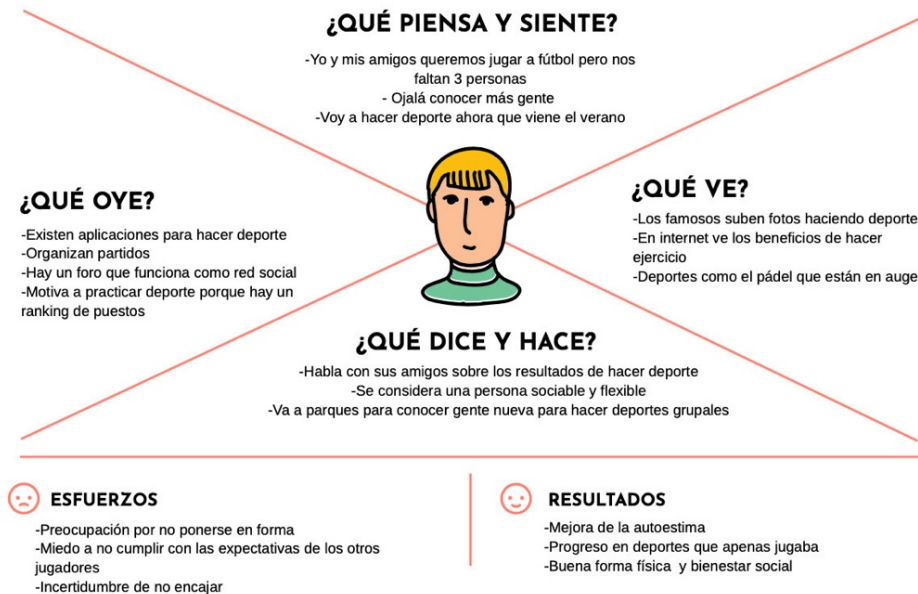 ¿QUÉ PIENSA Y SIENTE?
-Yo y mis amigos queremos jugar a fútbol pero nos
faltan 3 personas
- Ojalá conocer más gente
-Voy a hacer deporte ahora que viene el verano
¿QUÉ OYE?
-Existen aplicaciones para hacer deporte
-Organizan partidos
-Hay un foro que funciona como red social
-Motiva a practicar deporte porque hay un
ranking de puestos
¿QUÉ VE?
-Los famosos suben fotos haciendo deporte
-En internet ve los beneficios de hacer
ejercicio
-Deportes como el pádel que están en auge
¿QUÉ DICE Y HACE?
-Habla con sus amigos sobre los resultados de hacer deporte
-Se considera una persona sociable y flexible
-Va a parques para conocer gente nueva para hacer deportes grupales
ESFUERZOS
-Preocupación por no ponerse en forma
-Miedo a no cumplir con las expectativas de los otros
jugadores
-Incertidumbre de no encajar
RESULTADOS
-Mejora de la autoestima
-Progreso en deportes que apenas jugaba
-Buena forma física y bienestar social